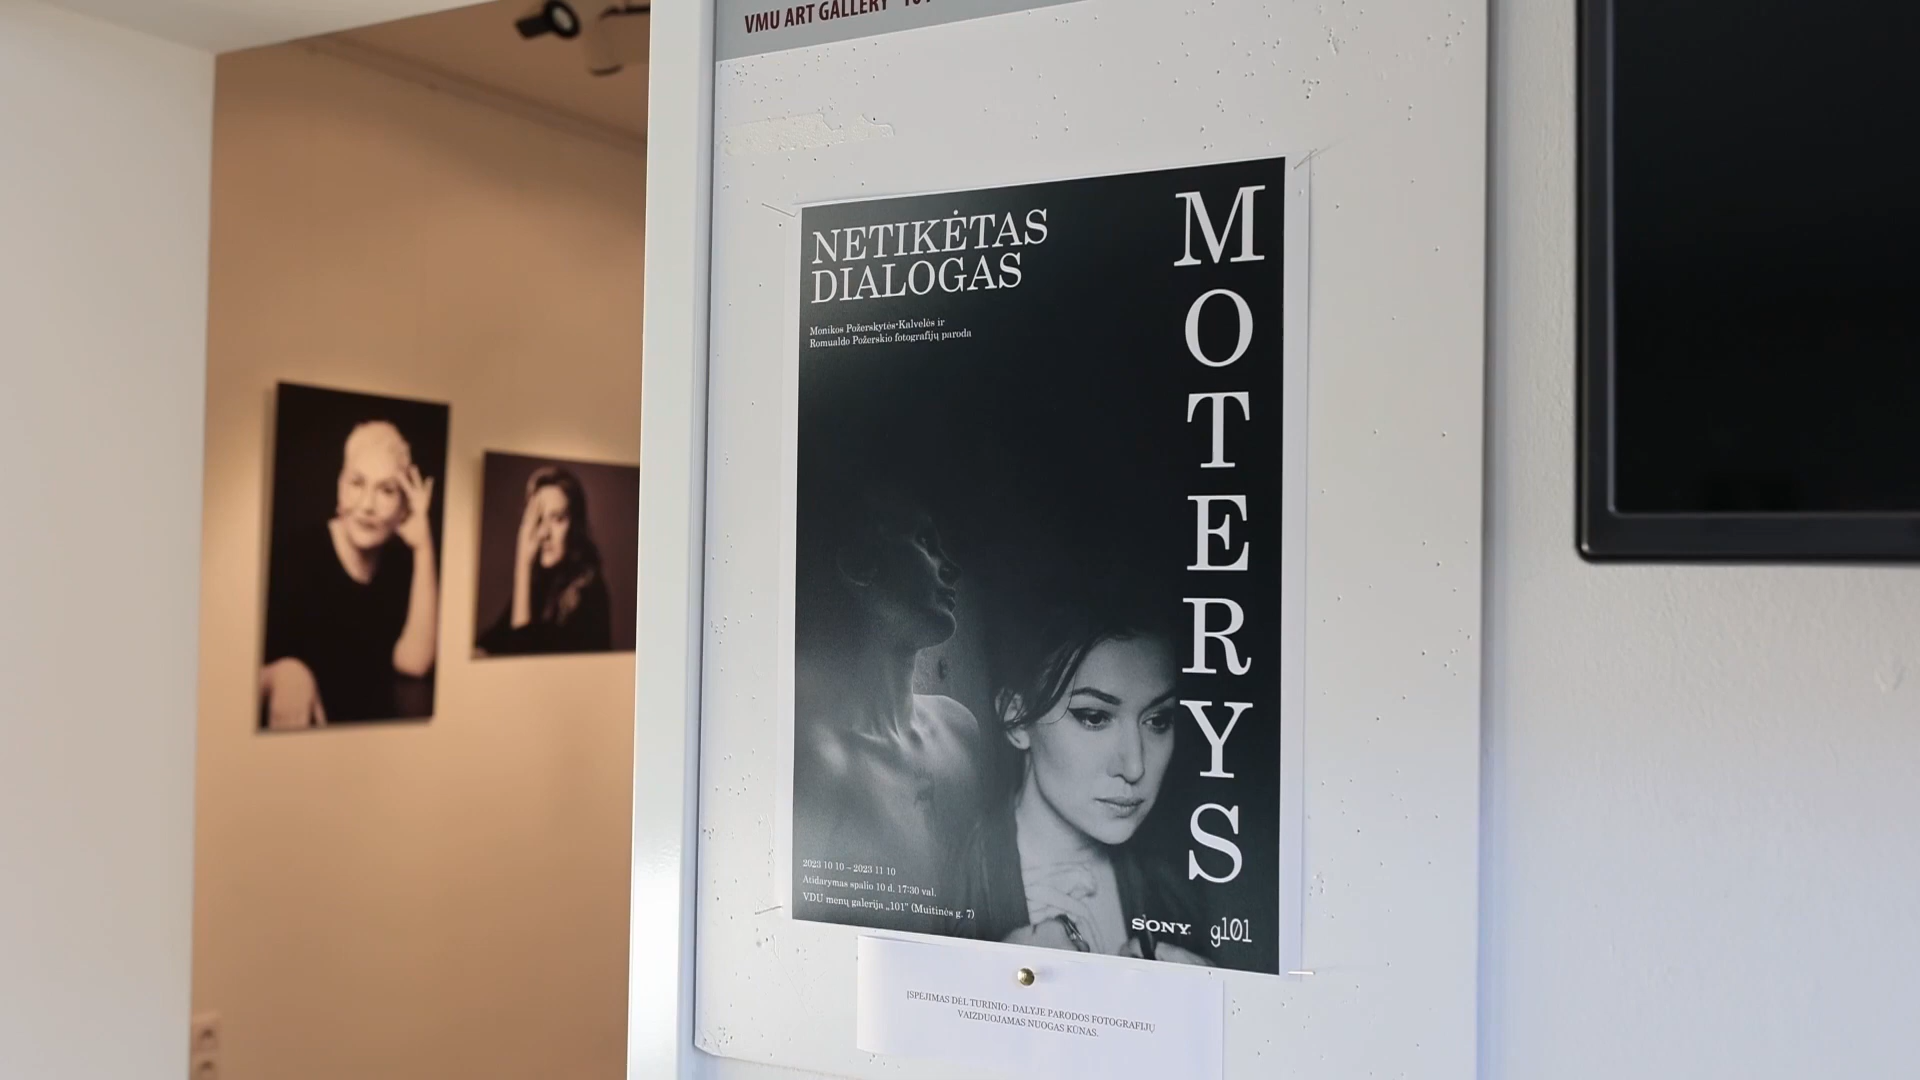 VMU ART GALLERY "101
NETIKĖTAS
DIALOGAS
MOTERYS
Monikos Požerskytės-Kalvelės ir
Romualdo Požerskio fotografijų paroda
2023 10 10 – 2023 11 10
Atidarymas spalio 10 d. 17:30 val.
VDU menų galerija „101” (Muitinės g. 7)
SONY
g101
ĮSPĖJIMAS DĖL TURINIO: DALYJE PARODOS FOTOGRAFIJŲ
VAIZDUOJAMAS NUOGAS KŪNAS.